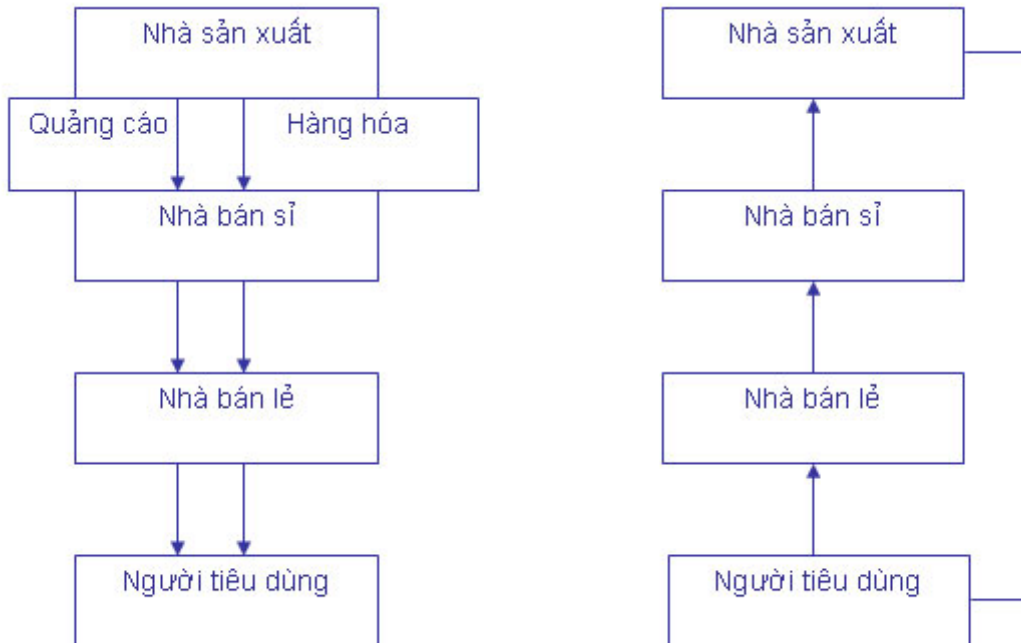 Nhà sản xuất
Quảng cáo
Hàng hóa
Nhà bán sỉ
Nhà bán lẻ
Người tiêu dùng
Nhà sản xuất
Nhà bán sỉ
Nhà bán lẻ
Người tiêu dùng